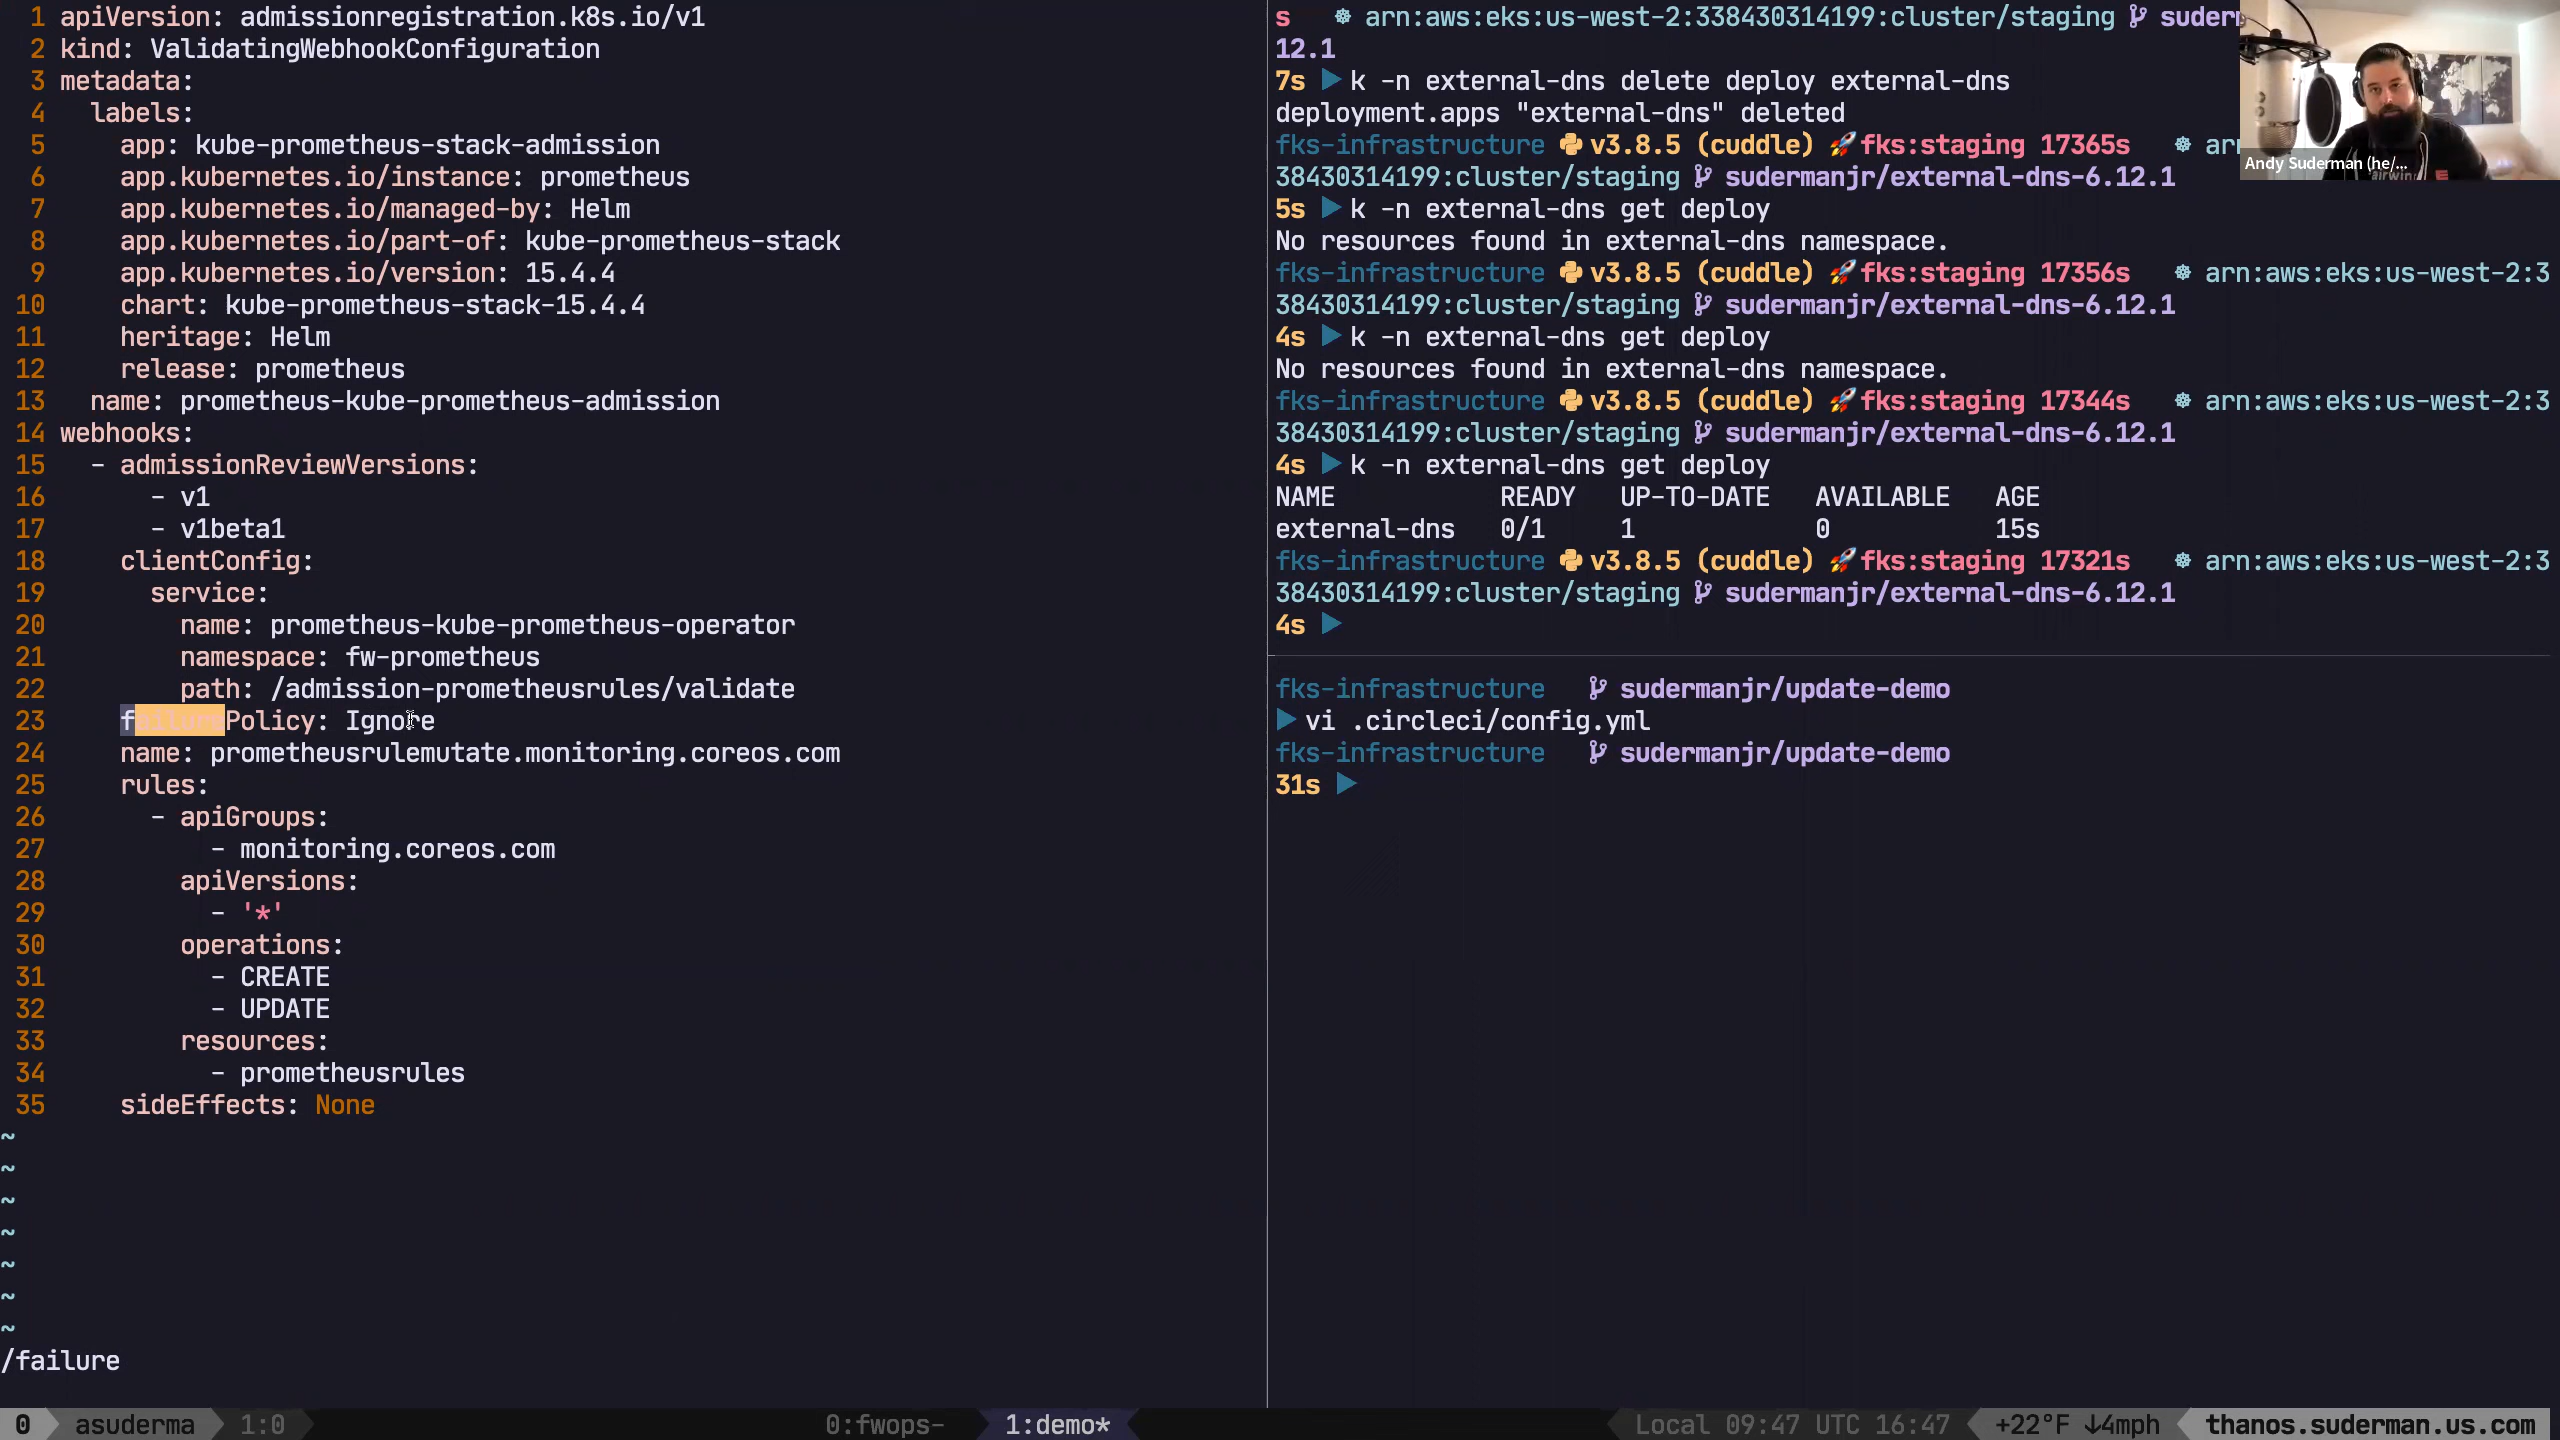 1 apiVersion: admissionregistration.k8s.io/v1
2 kind: ValidatingWebhookConfiguration
3 metadata:
4 labels:
5 app: kube-prometheus-stack-admission
6 app.kubernetes.io/instance: prometheus
7 app.kubernetes.io/managed-by: Helm
8 app.kubernetes.io/part-of: kube-prometheus-stack
9 app.kubernetes.io/version: 15.4.4
10 chart: kube-prometheus-stack-15.4.4
11 heritage: Helm
12 release: prometheus
13 name: prometheus-kube-prometheus-admission
14 webhooks:
15 - admissionReviewVersions:
16 - v1
17 - v1beta1
18 clientConfig:
19 service:
20 name: prometheus-kube-prometheus-operator
21 namespace: fw-prometheus
22 path: /admission-prometheusrules/validate
23 failurePolicy: Ignore
24 name: prometheusrulemutate.monitoring.coreos.com
25 rules:
26 - apiGroups:
27 - monitoring.coreos.com
28 apiVersions:
29 - '*'
30 operations:
31 - CREATE
32 - UPDATE
33 resources:
34 - prometheusrules
35 sideEffects: None
~
~
~
~
~
~
~
/failure
s ☸ arn:aws:eks:us-west-2:338430314199:cluster/staging suder
12.1
7s k -n external-dns delete deploy external-dns
deployment.apps "external-dns" deleted
fks-infrastructure v3.8.5 (cuddle) 🚀fks:staging 17365s ☸ arn
38430314199:cluster/staging sudermanjr/external-dns-6.12.1
5s k -n external-dns get deploy
No resources found in external-dns namespace.
fks-infrastructure v3.8.5 (cuddle) 🚀fks:staging 17356s ☸ arn:aws:eks:us-west-2:3
38430314199:cluster/staging sudermanjr/external-dns-6.12.1
4s k -n external-dns get deploy
No resources found in external-dns namespace.
fks-infrastructure v3.8.5 (cuddle) 🚀fks:staging 17344s ☸ arn:aws:eks:us-west-2:3
38430314199:cluster/staging sudermanjr/external-dns-6.12.1
4s k -n external-dns get deploy
NAME READY UP-TO-DATE AVAILABLE AGE
external-dns 0/1 1 0 15s
fks-infrastructure v3.8.5 (cuddle) 🚀fks:staging 17321s ☸ arn:aws:eks:us-west-2:3
38430314199:cluster/staging sudermanjr/external-dns-6.12.1
4s
fks-infrastructure sudermanjr/update-demo
vi .circleci/config.yml
fks-infrastructure sudermanjr/update-demo
31s
Andy Suderman (he/...
0 asuderma 1:0 0:fwops- 1:demo* Local 09:47 UTC 16:47 +22°F ↓4mph thanos.suderman.us.com